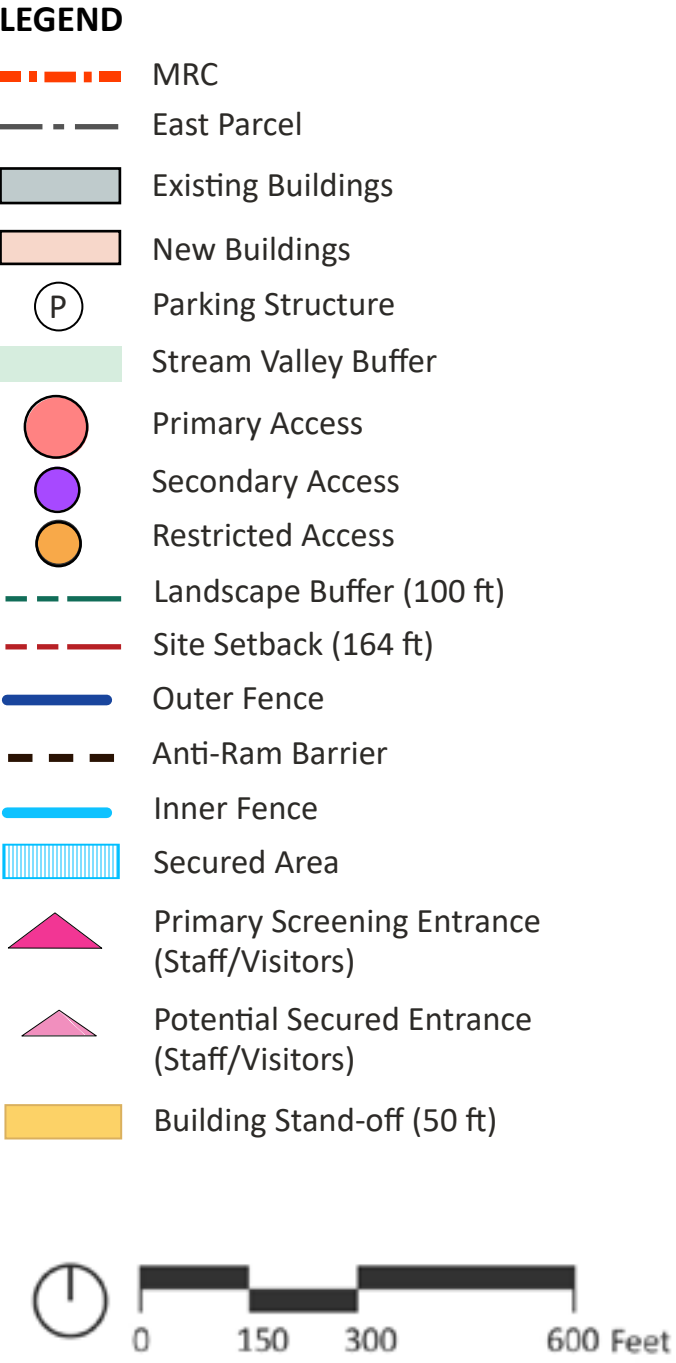 LEGEND
MRC
East Parcel
Existing Buildings
New Buildings
P Parking Structure
Stream Valley Buffer
Primary Access
Secondary Access
Restricted Access
Landscape Buffer (100 ft)
Site Setback (164 ft)
Outer Fence
Anti-Ram Barrier
Inner Fence
Secured Area
Primary Screening Entrance
(Staff/Visitors)
Potential Secured Entrance
(Staff/Visitors)
Building Stand-off (50 ft)
0 150 300 600 Feet